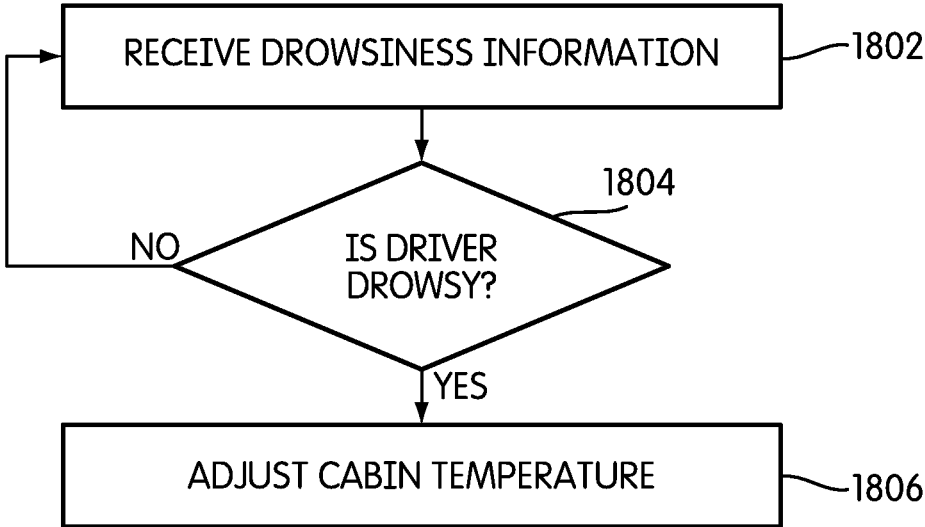 RECEIVE DROWSINESS INFORMATION
1802
1804
IS DRIVER
DROWSY?
NO
YES
ADJUST CABIN TEMPERATURE
1806